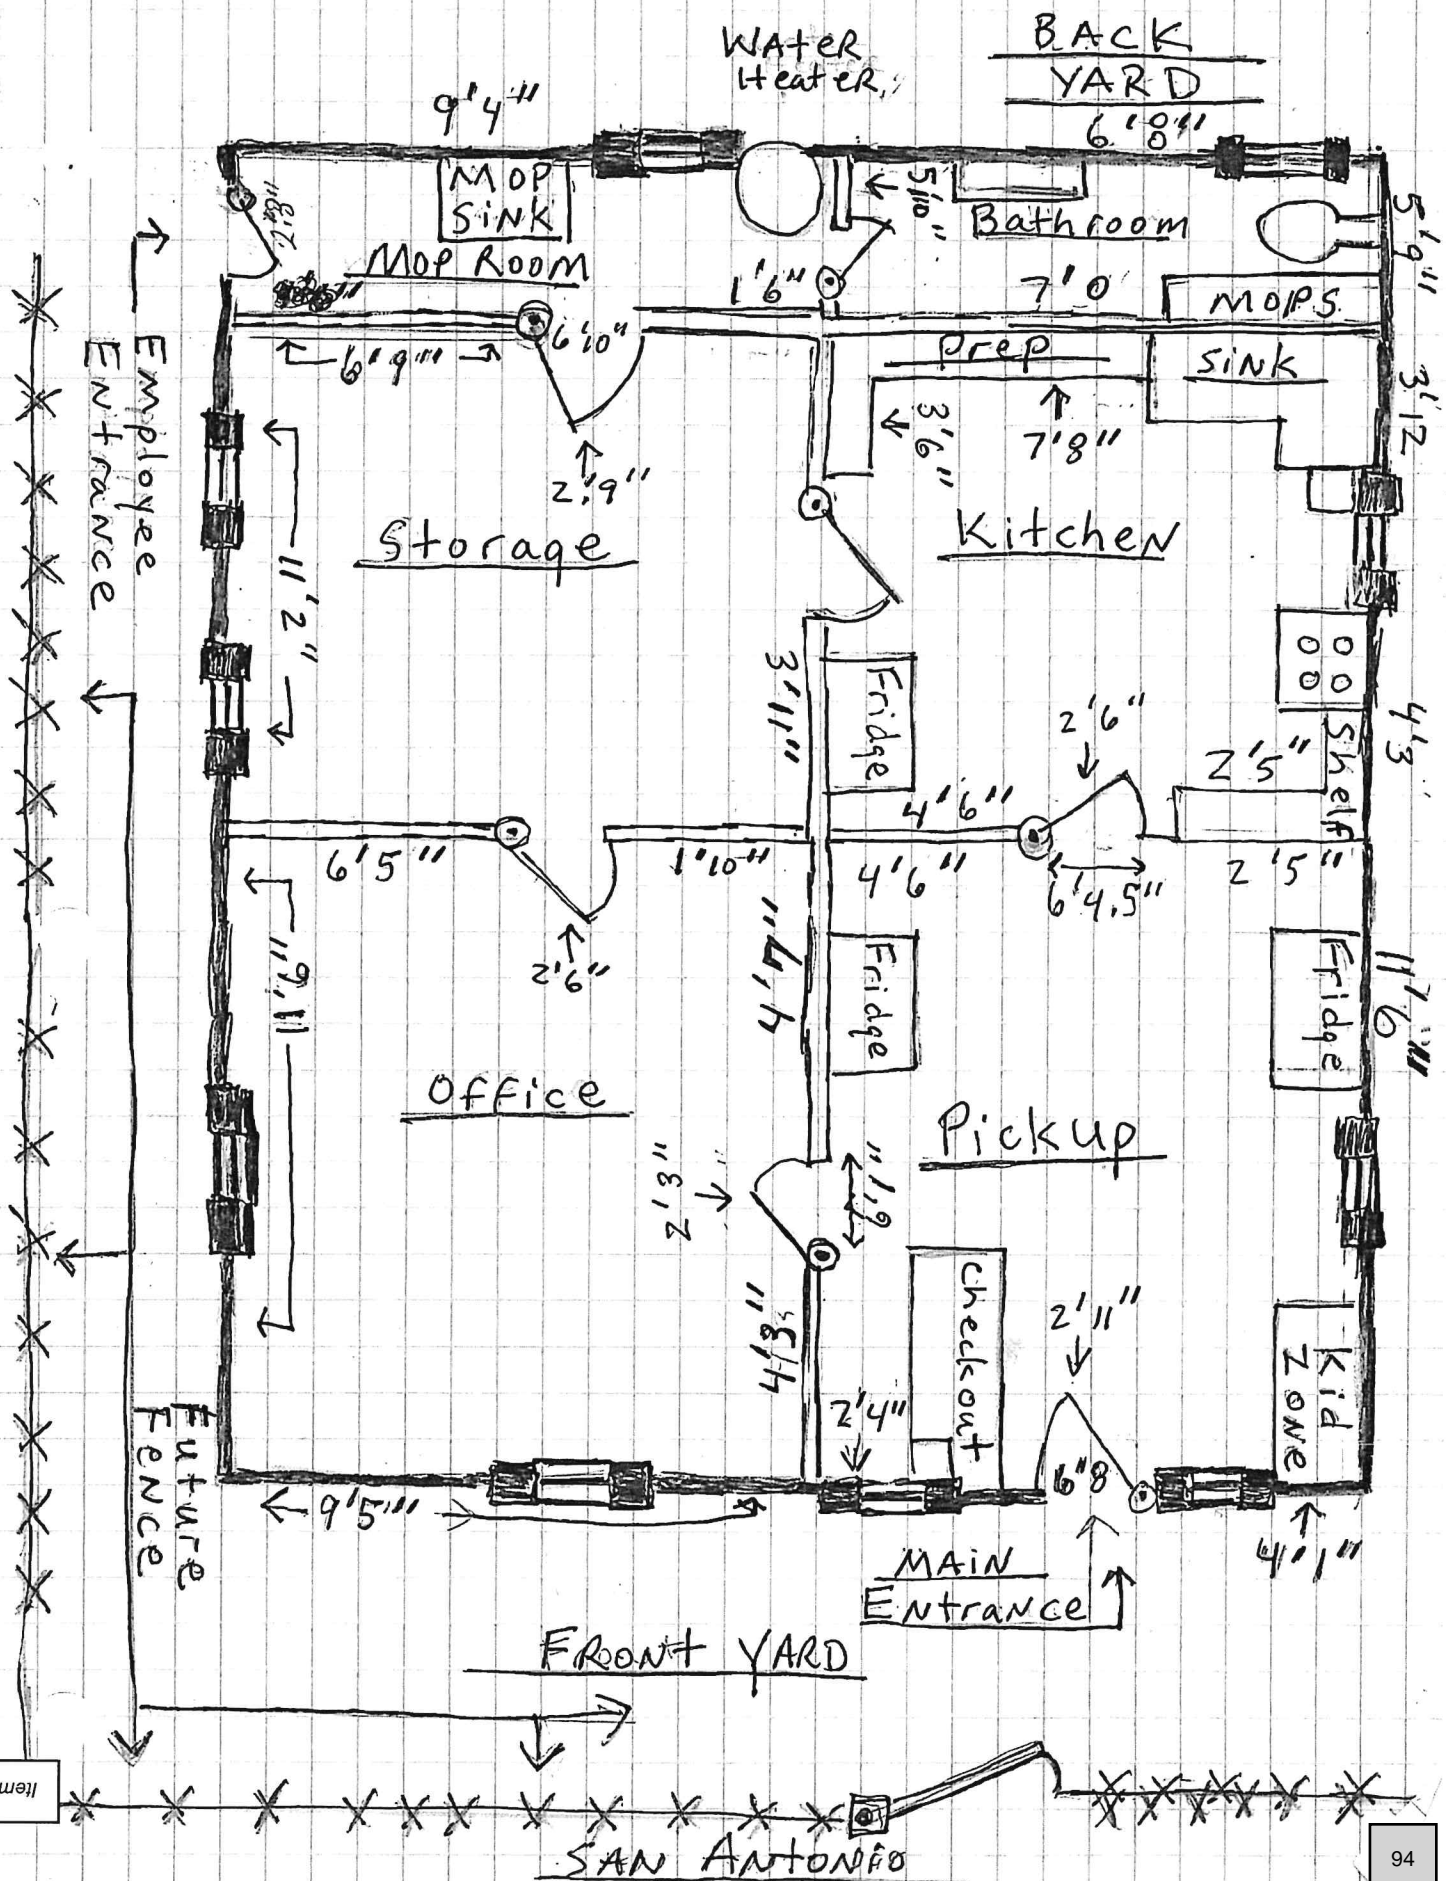 WATER
Heater
BACK
YARD
9'4"
6'8"
MOP
SINK
2'8"
5'10"
Bathroom
5'9"
MOP ROOM
1'6"
7'0
MOPS
6'9"
6'10"
Prep
SINK
3'12
2'9"
3'6"
7'8"
Employee
Entrance
Storage
Kitchen
11'2"
3'11"
Fridge
2'6"
4'3
2'5"
Shelf
4'6"
6'5"
1'10"
4'6"
6'4.5"
2'5"
11'9"
2'6"
4'4"
Fridge
Fridge
11'6"
Office
Pickup
2'3"
6'1"
Checkout
2'11"
Kid
Zone
2'4"
6"8
9'5"
4'1"
Future
Fence
MAIN
Entrance
FRONT YARD
Item
SAN ANTONIO
94